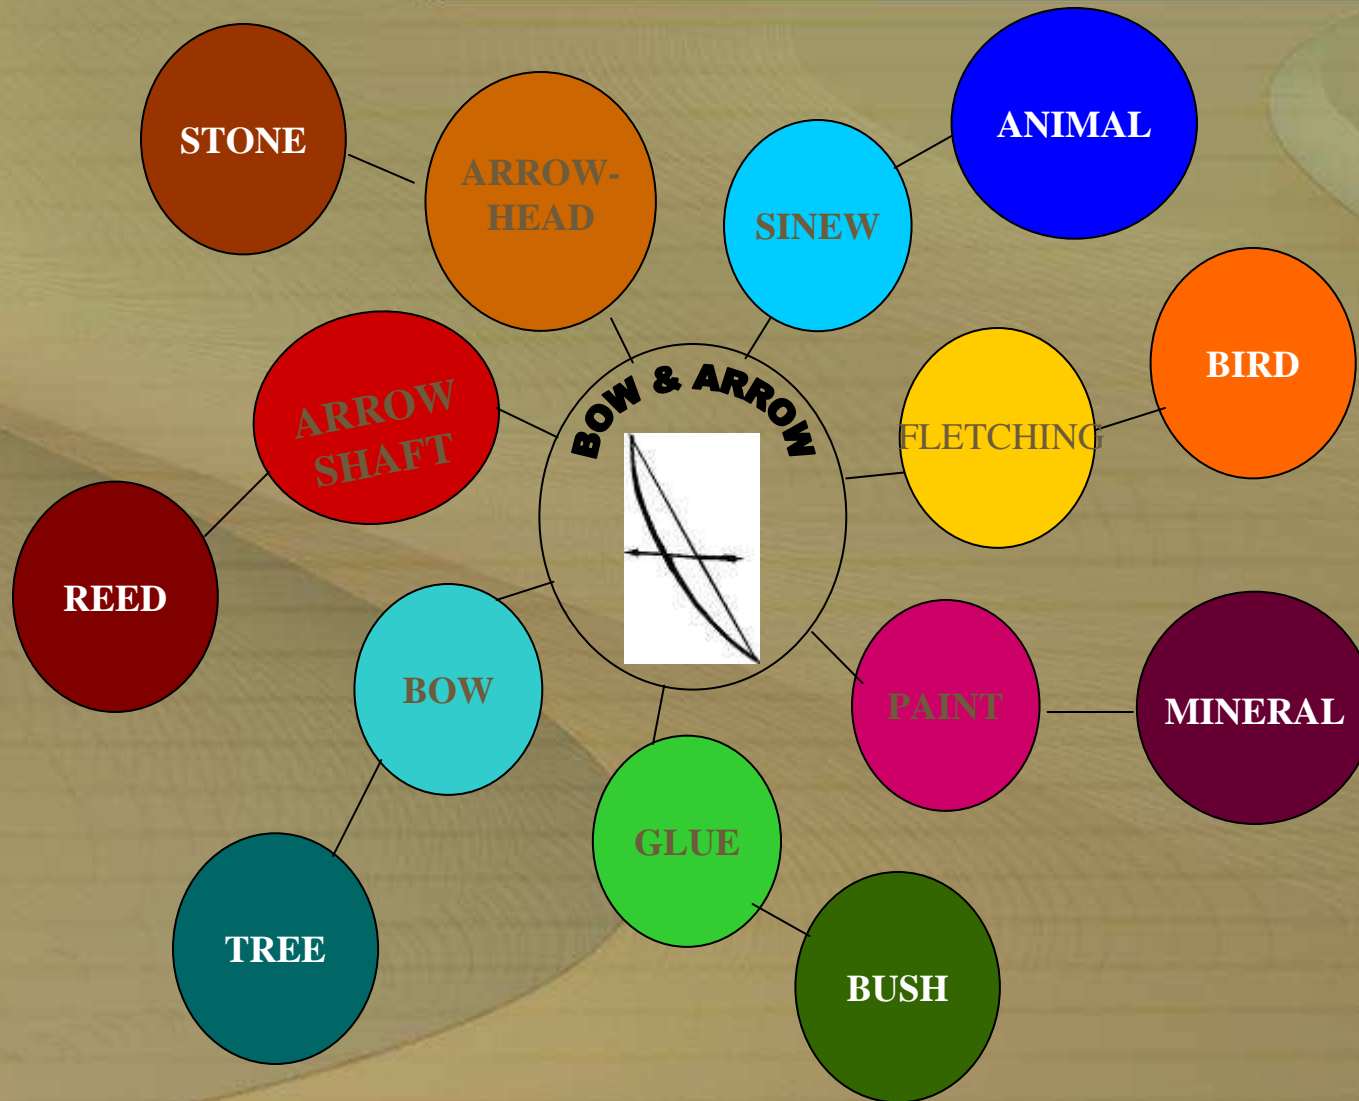 STONE
ARROW-
HEAD
SINEW
ANIMAL
ARROW
SHAFT
BOW & ARROW
FLETCHING
BIRD
REED
BOW
PAINT
MINERAL
GLUE
TREE
BUSH